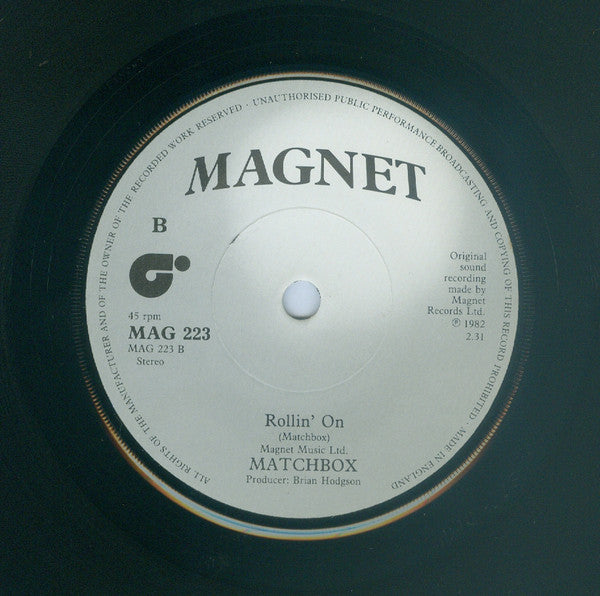 ALL RIGHTS OF THE MANUFACTURER AND OF THE OWNER OF THE RECORDED WORK RESERVED · UNAUTHORISED PUBLIC PERFORMANCE BROADCASTING AND COPYING OF THIS RECORD PROHIBITED · MADE IN ENGLAND
MAGNET
B
45 rpm
MAG 223
MAG 223 B
Stereo
Original
sound
recording
made by
Magnet
Records Ltd.
℗ 1982
2.31
Rollin' On
(Matchbox)
Magnet Music Ltd.
MATCHBOX
Producer: Brian Hodgson